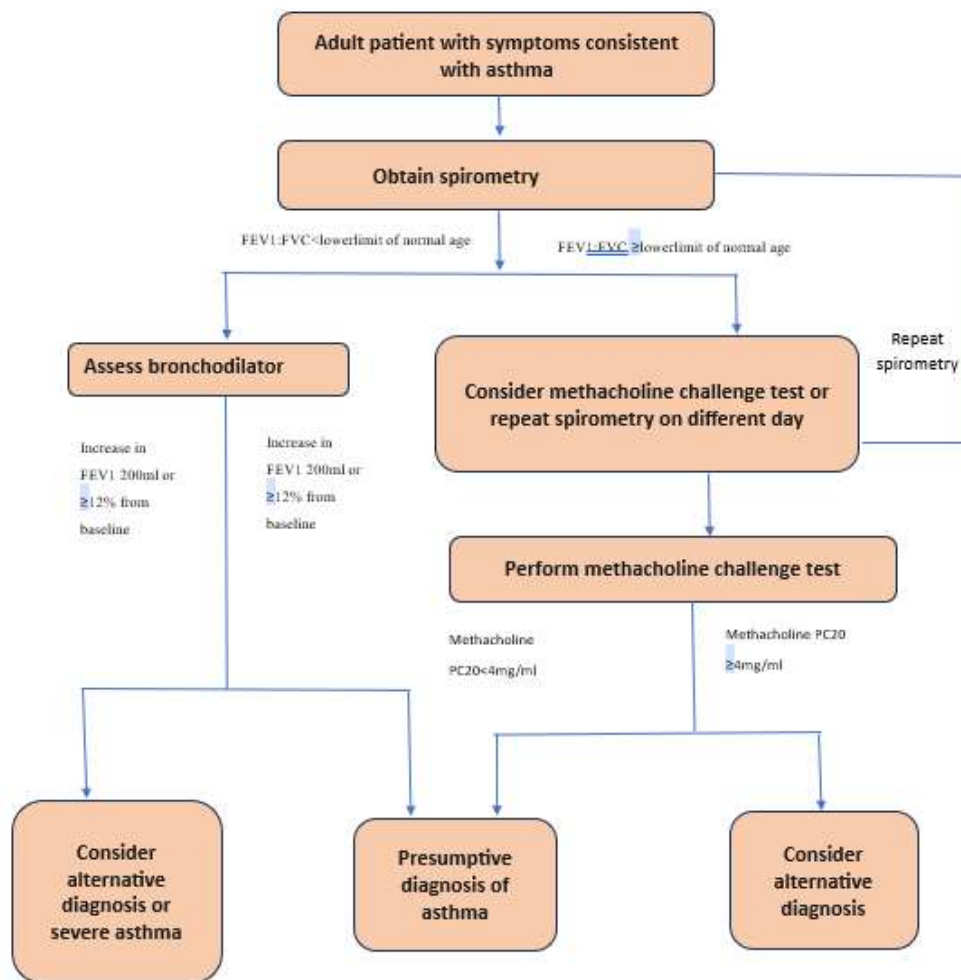 Adult patient with symptoms consistent
with asthma
Obtain spirometry
FEV1:FVC<lowerlimit of normal age
FEV1:FVC ≥lowerlimit of normal age
Repeat
spirometry
Assess bronchodilator
Consider methacholine challenge test or
repeat spirometry on different day
Increase in
FEV1 200ml or
≥12% from
baseline
Increase in
FEV1 200ml or
≥12% from
baseline
Perform methacholine challenge test
Methacholine
PC20<4mg/ml
Methacholine PC20
≥4mg/ml
Consider
alternative
diagnosis or
severe asthma
Presumptive
diagnosis of
asthma
Consider
alternative
diagnosis